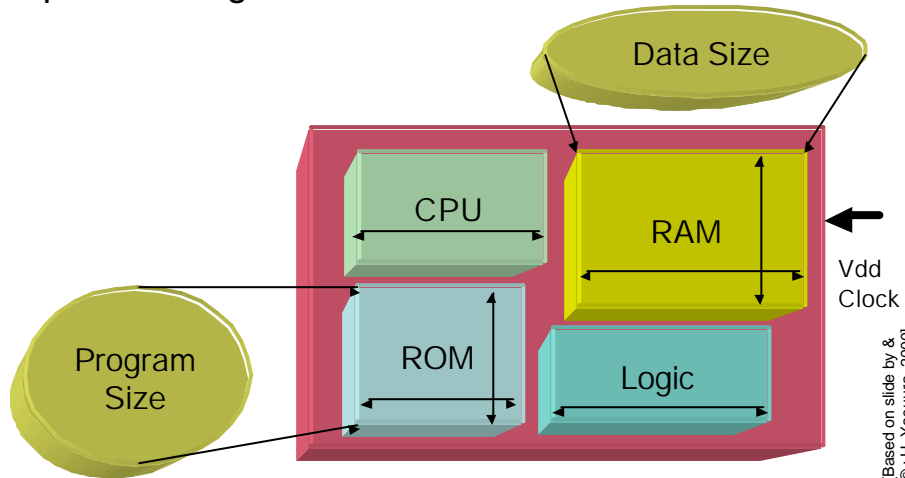 Data Size
CPU
RAM
Vdd
Clock
Program
Size
ROM
Logic
[Based on slide by &